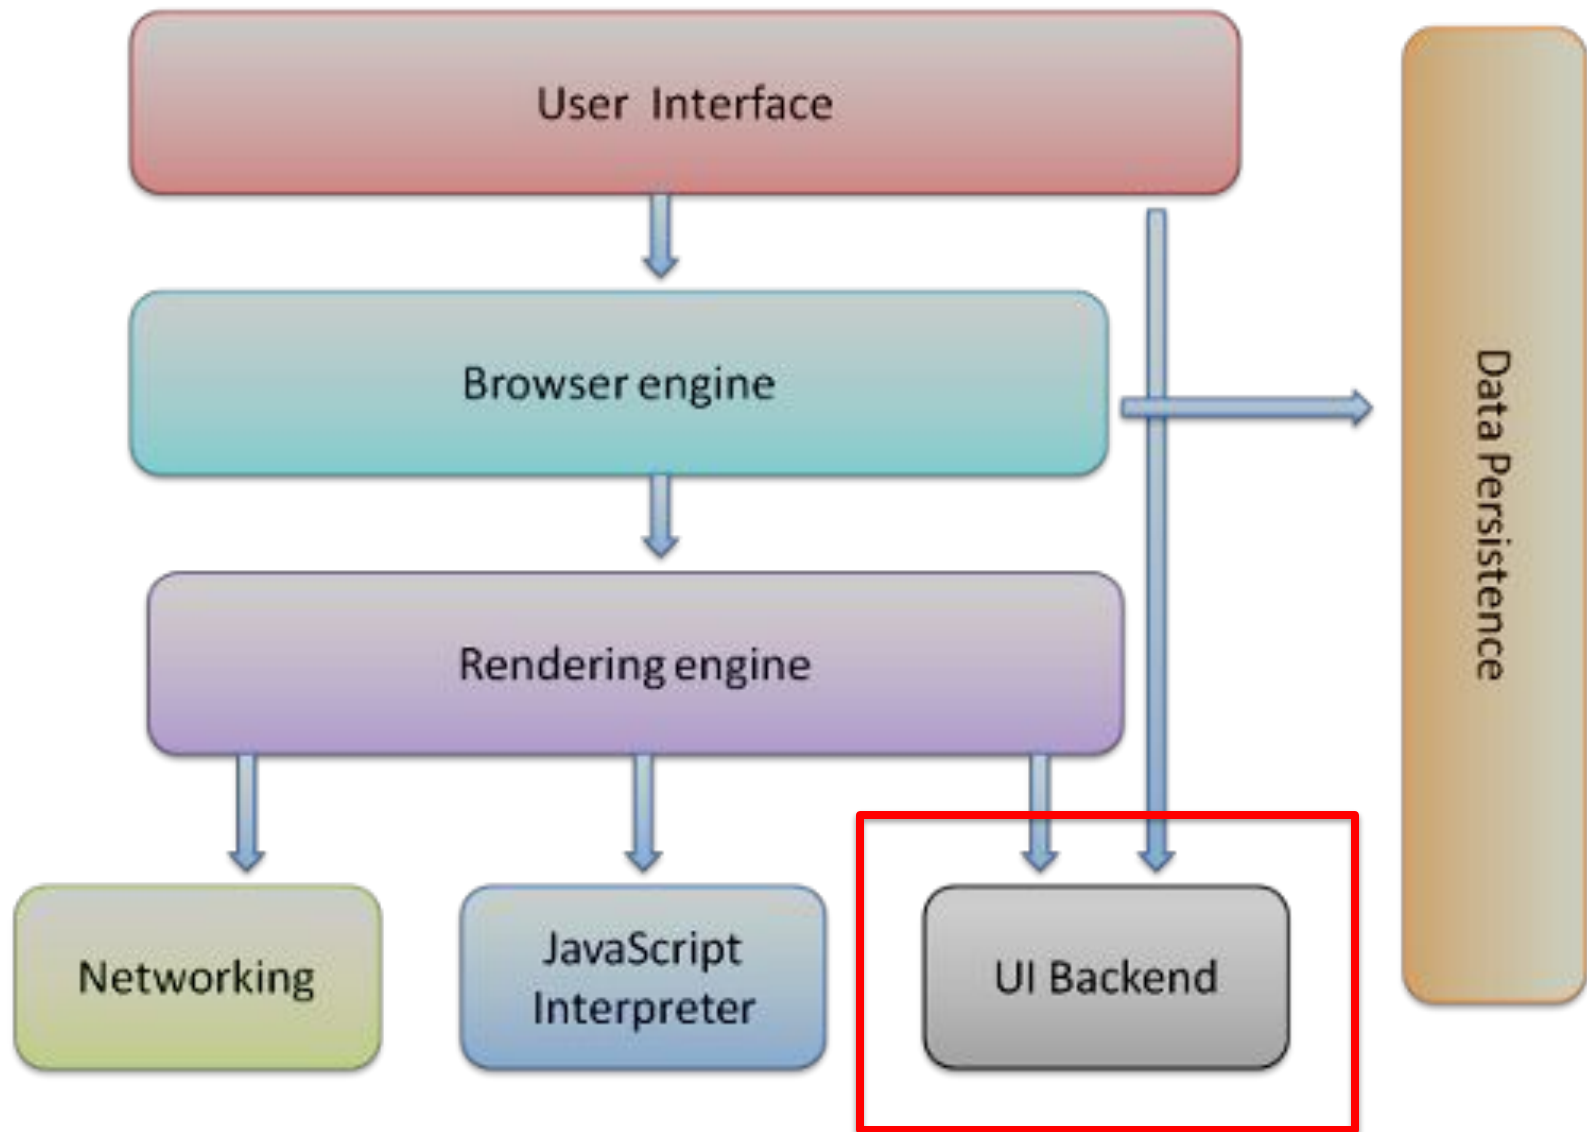 User Interface
Browser engine
Data Persistence
Rendering engine
Networking
JavaScript
Interpreter
UI Backend